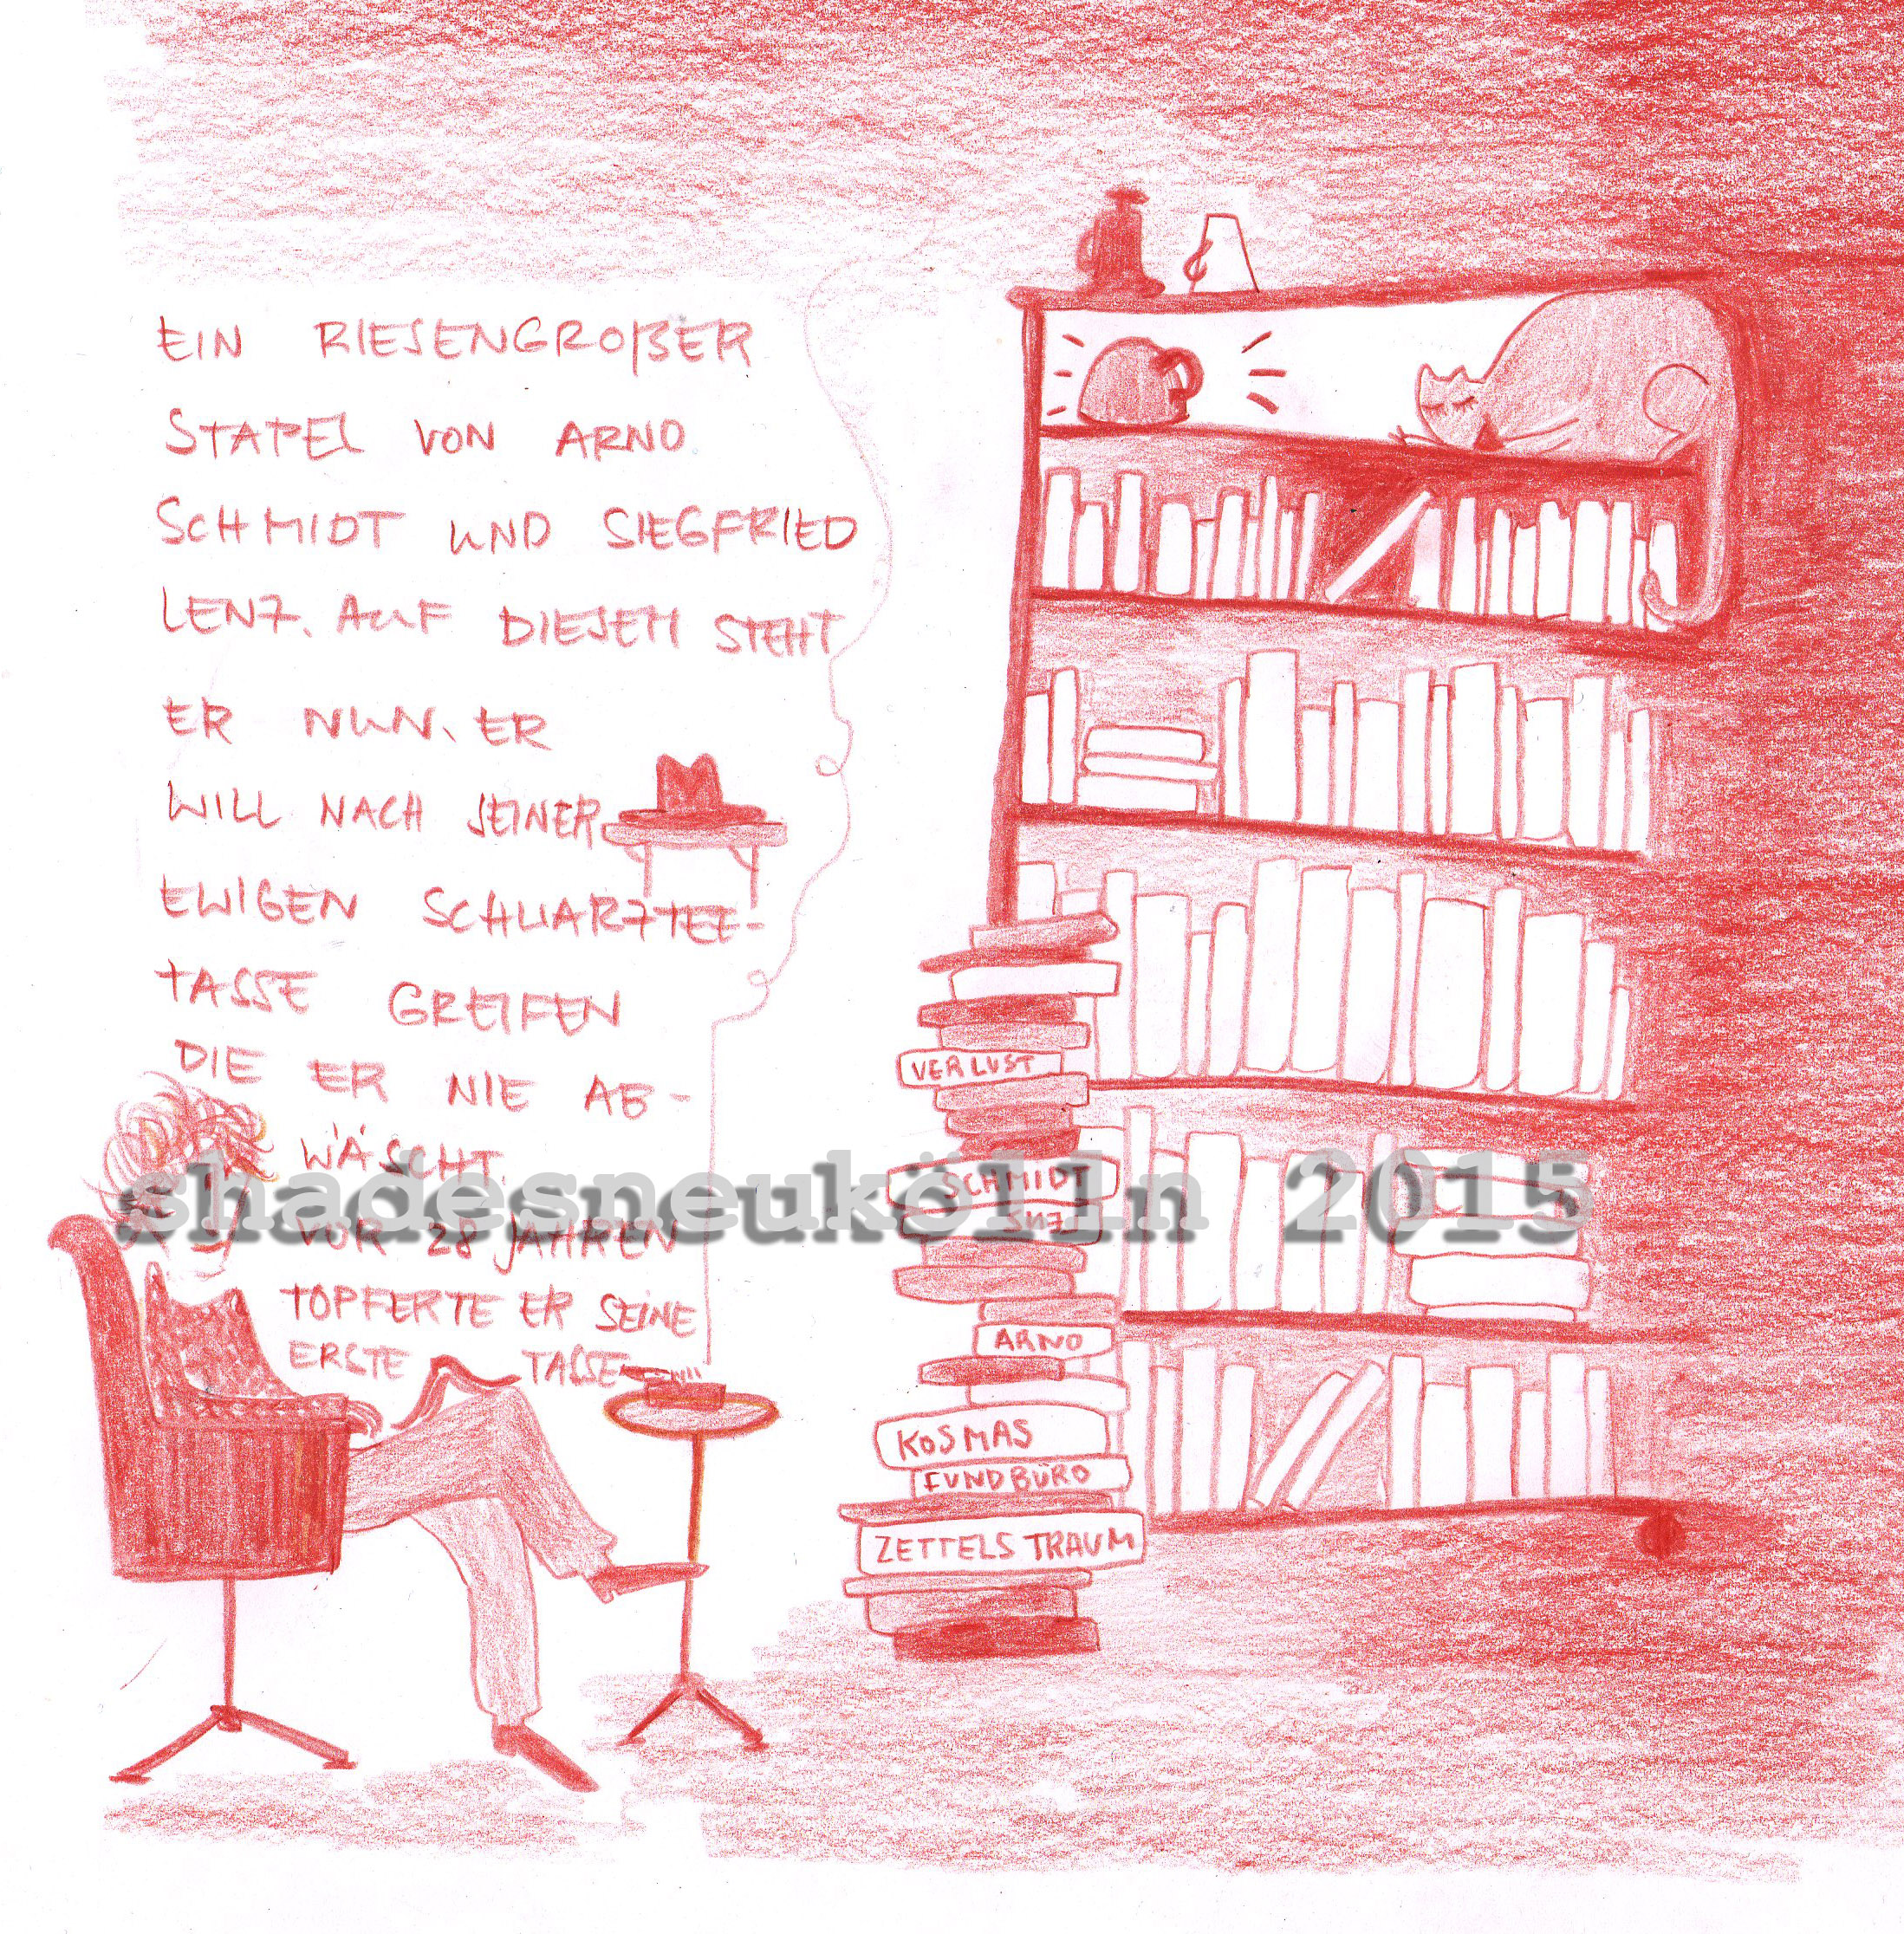 EIN RIESENGROßER
STAPEL VON ARNO
SCHMIDT UND SIEGFRIED
LENZ. AUF DIESEM STEHT
ER NUN. ER
WILL NACH SEINER
EWIGEN SCHWARZTEE-
TASSE GREIFEN
DIE ER NIE AB-
WÄSCHT.
VOR 28 JAHREN
TÖPFERTE ER SEINE
ERSTE TASSE
VERLUST
SCHMIDT
ARNO
KOSMAS
FUNDBÜRO
ZETTELS TRAUM
shadesneukölln 2015